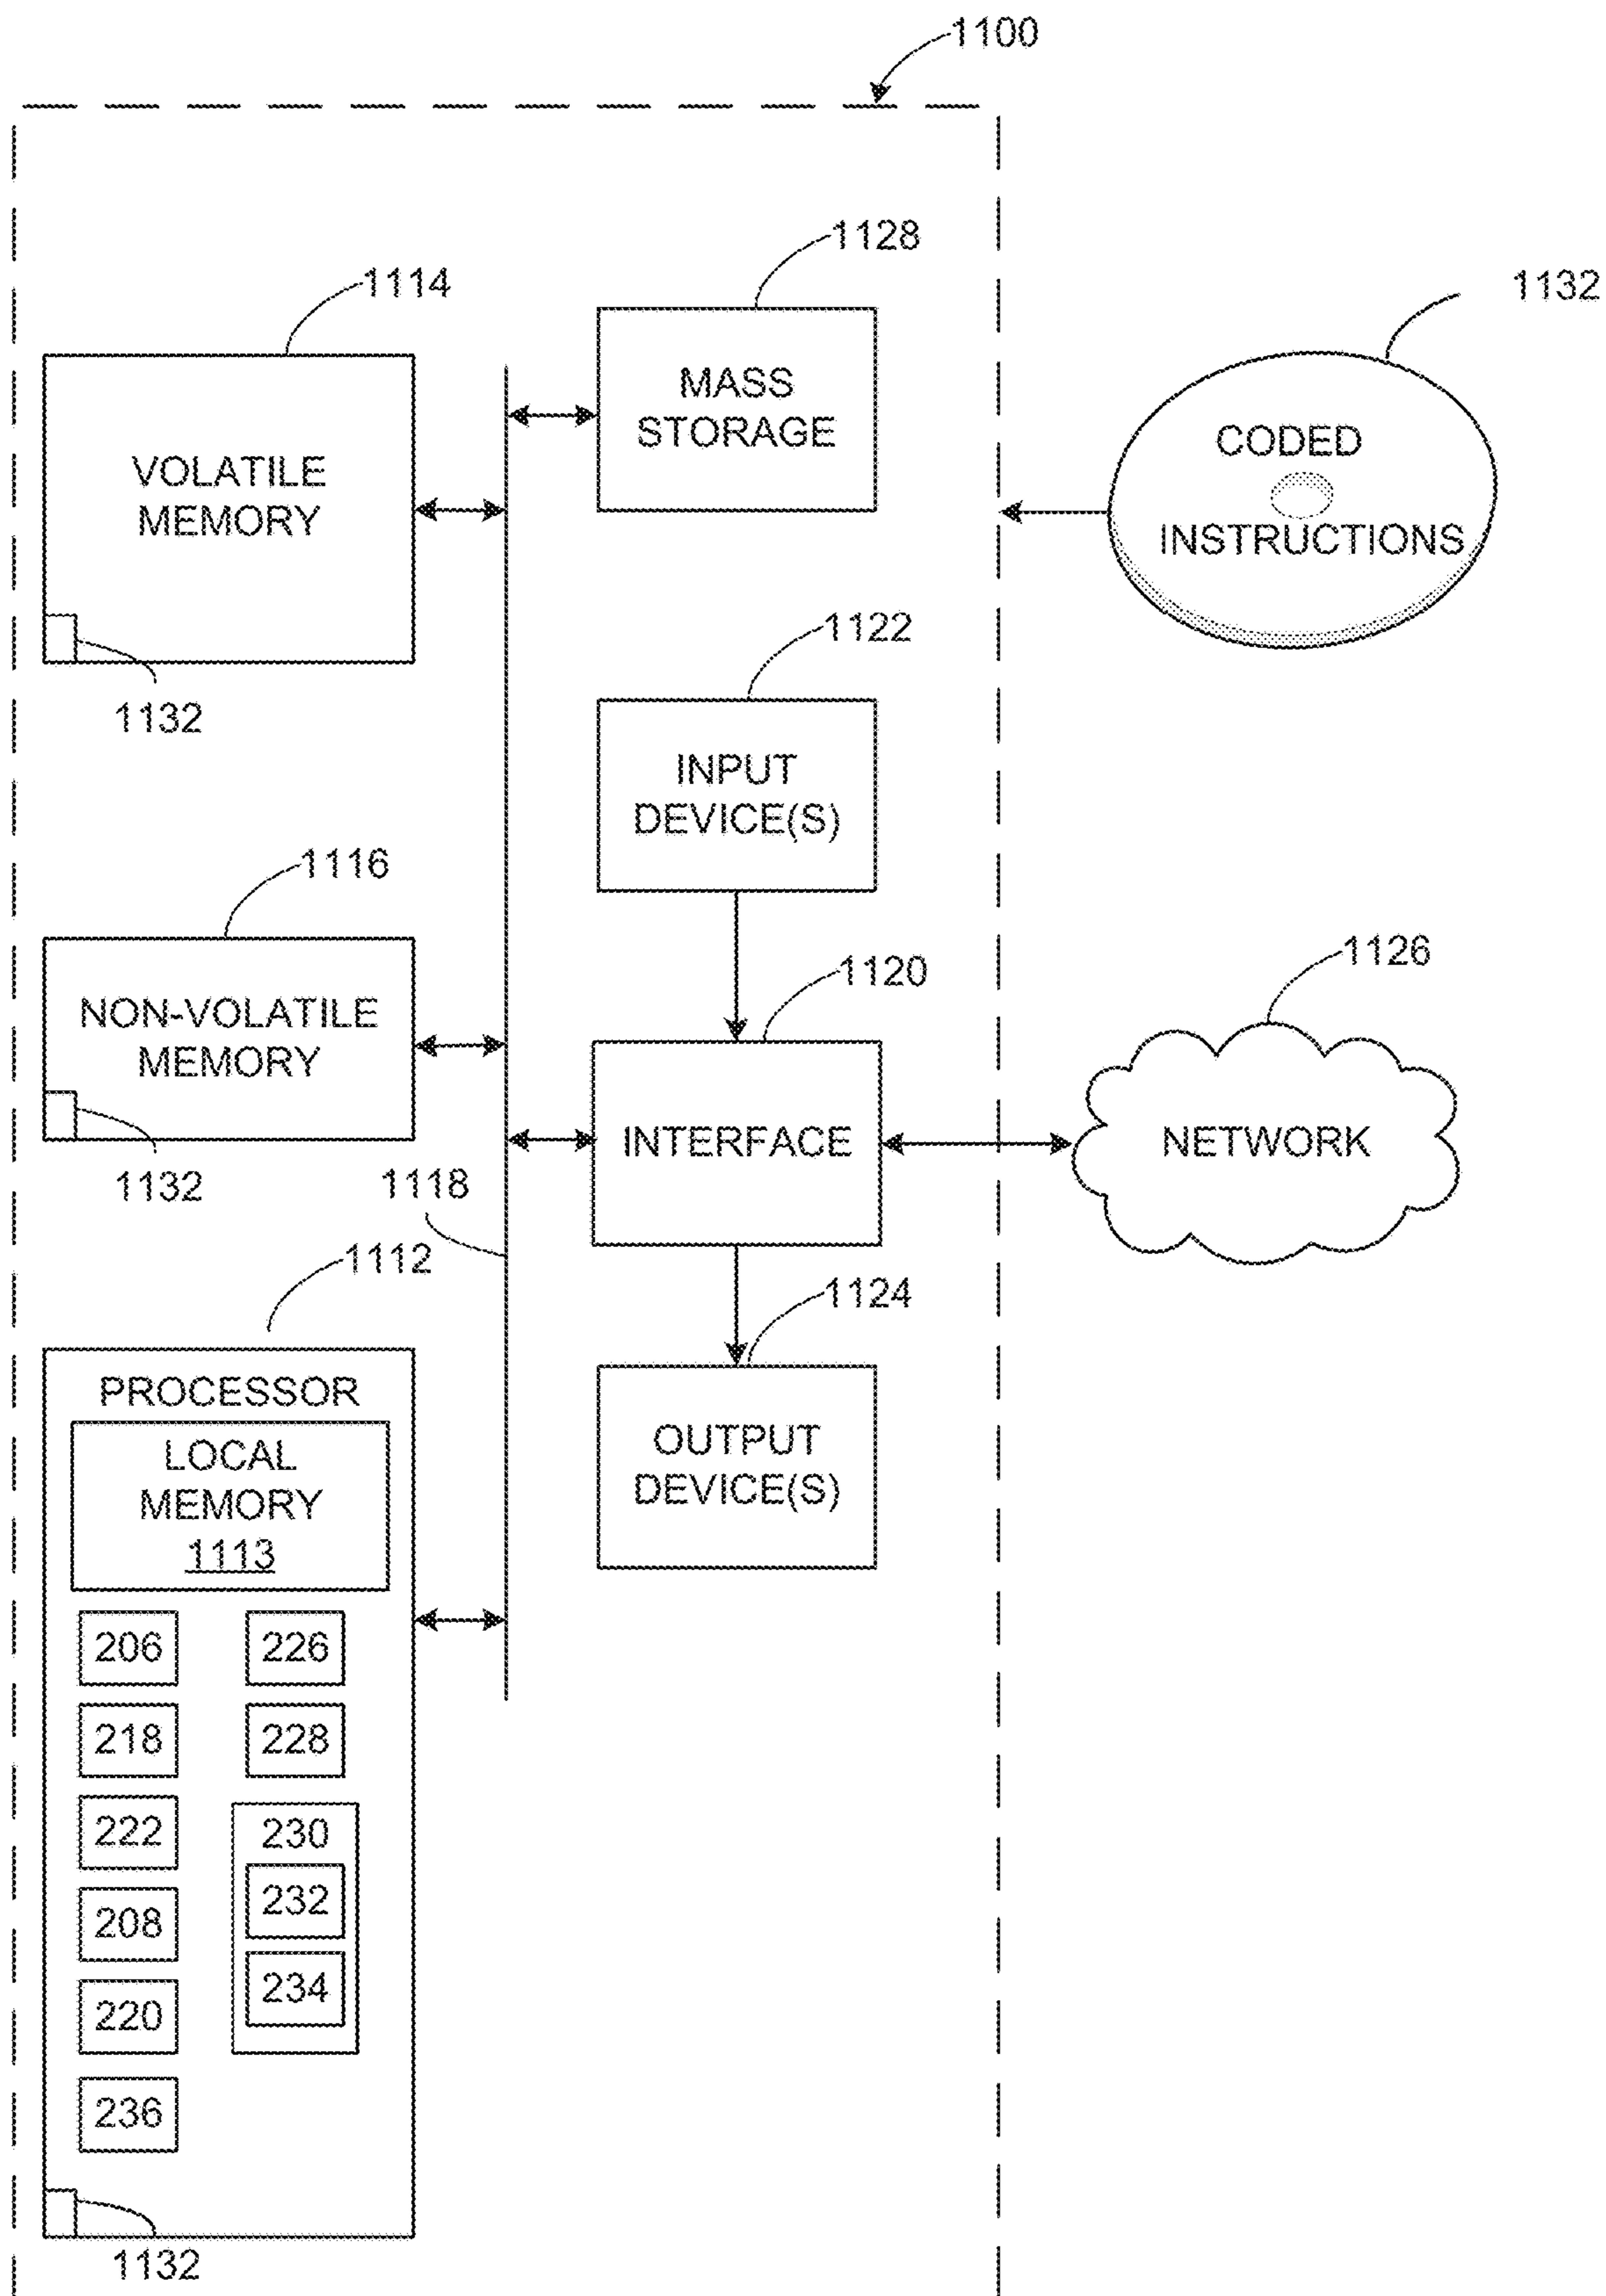 1100
1128
1114
1132
MASS
STORAGE
VOLATILE
MEMORY
CODED
INSTRUCTIONS
1132
1122
INPUT
DEVICE(S)
1116
1120
1126
NON-VOLATILE
MEMORY
INTERFACE
NETWORK
1132
1118
1112
1124
PROCESSOR
LOCAL
MEMORY
1113
OUTPUT
DEVICE(S)
206
226
218
228
222
230
208
232
220
234
236
1132